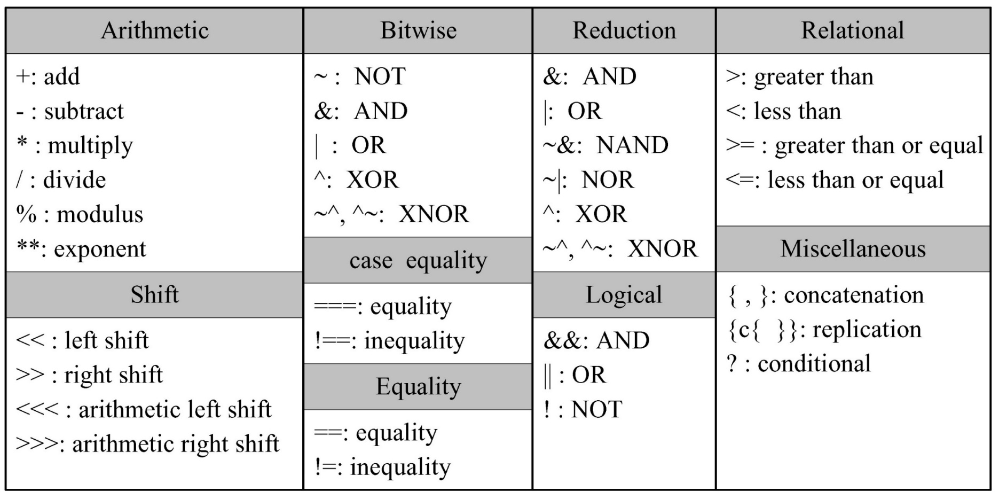 Arithmetic
+: add
- : subtract
* : multiply
/ : divide
% : modulus
**: exponent
Shift
<< : left shift
>> : right shift
<<< : arithmetic left shift
>>>: arithmetic right shift
Bitwise
~ : NOT
&: AND
| : OR
^: XOR
~^, ^~: XNOR
case equality
===: equality
!==: inequality
Equality
==: equality
!=: inequality
Reduction
&: AND
|: OR
~&: NAND
~|: NOR
^: XOR
~^, ^~: XNOR
Logical
&&: AND
|| : OR
! : NOT
Relational
>: greater than
<: less than
>= : greater than or equal
<=: less than or equal
Miscellaneous
{ , }: concatenation
{c{ }}: replication
? : conditional